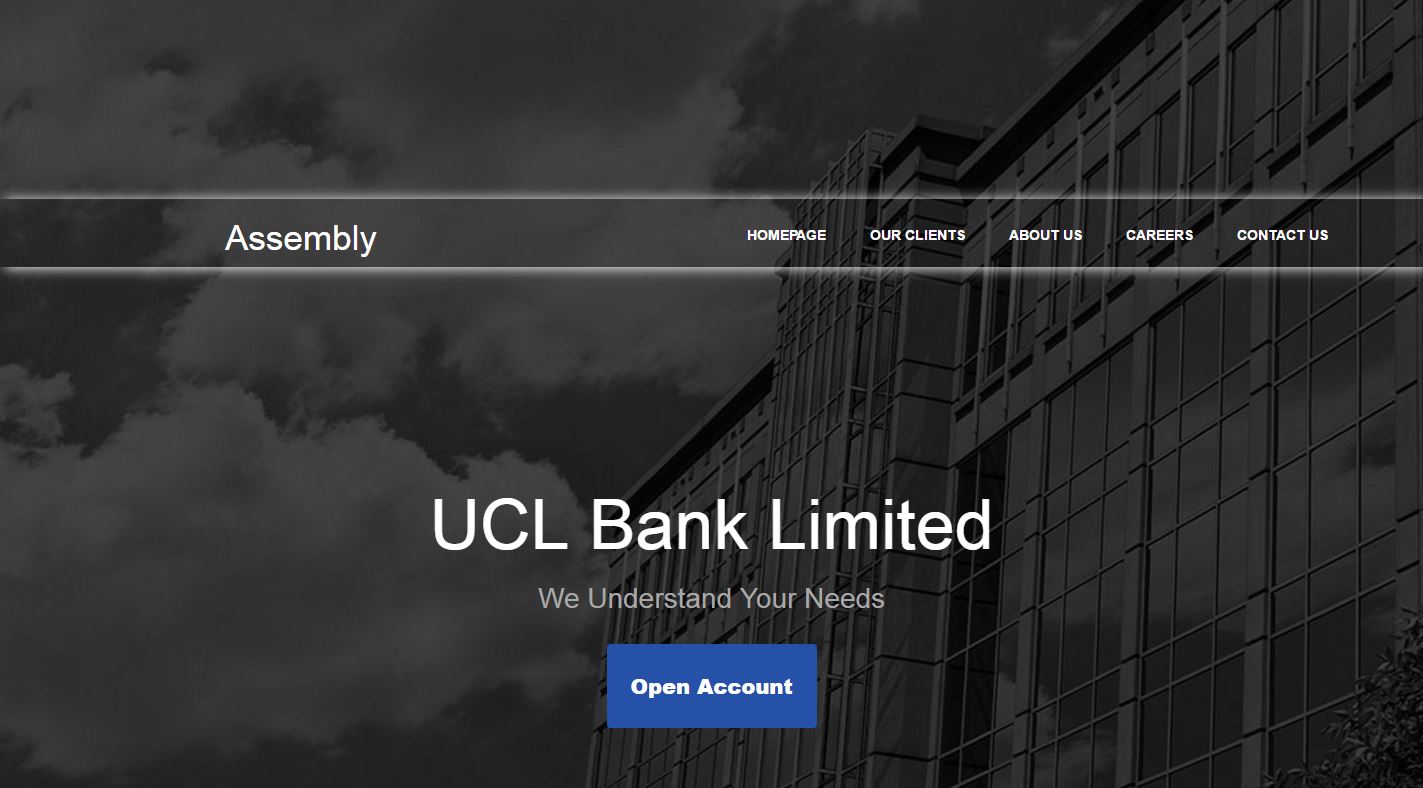 Assembly
HOMEPAGE OUR CLIENTS ABOUT US CAREERS CONTACT US
UCL Bank Limited
We Understand Your Needs
Open Account